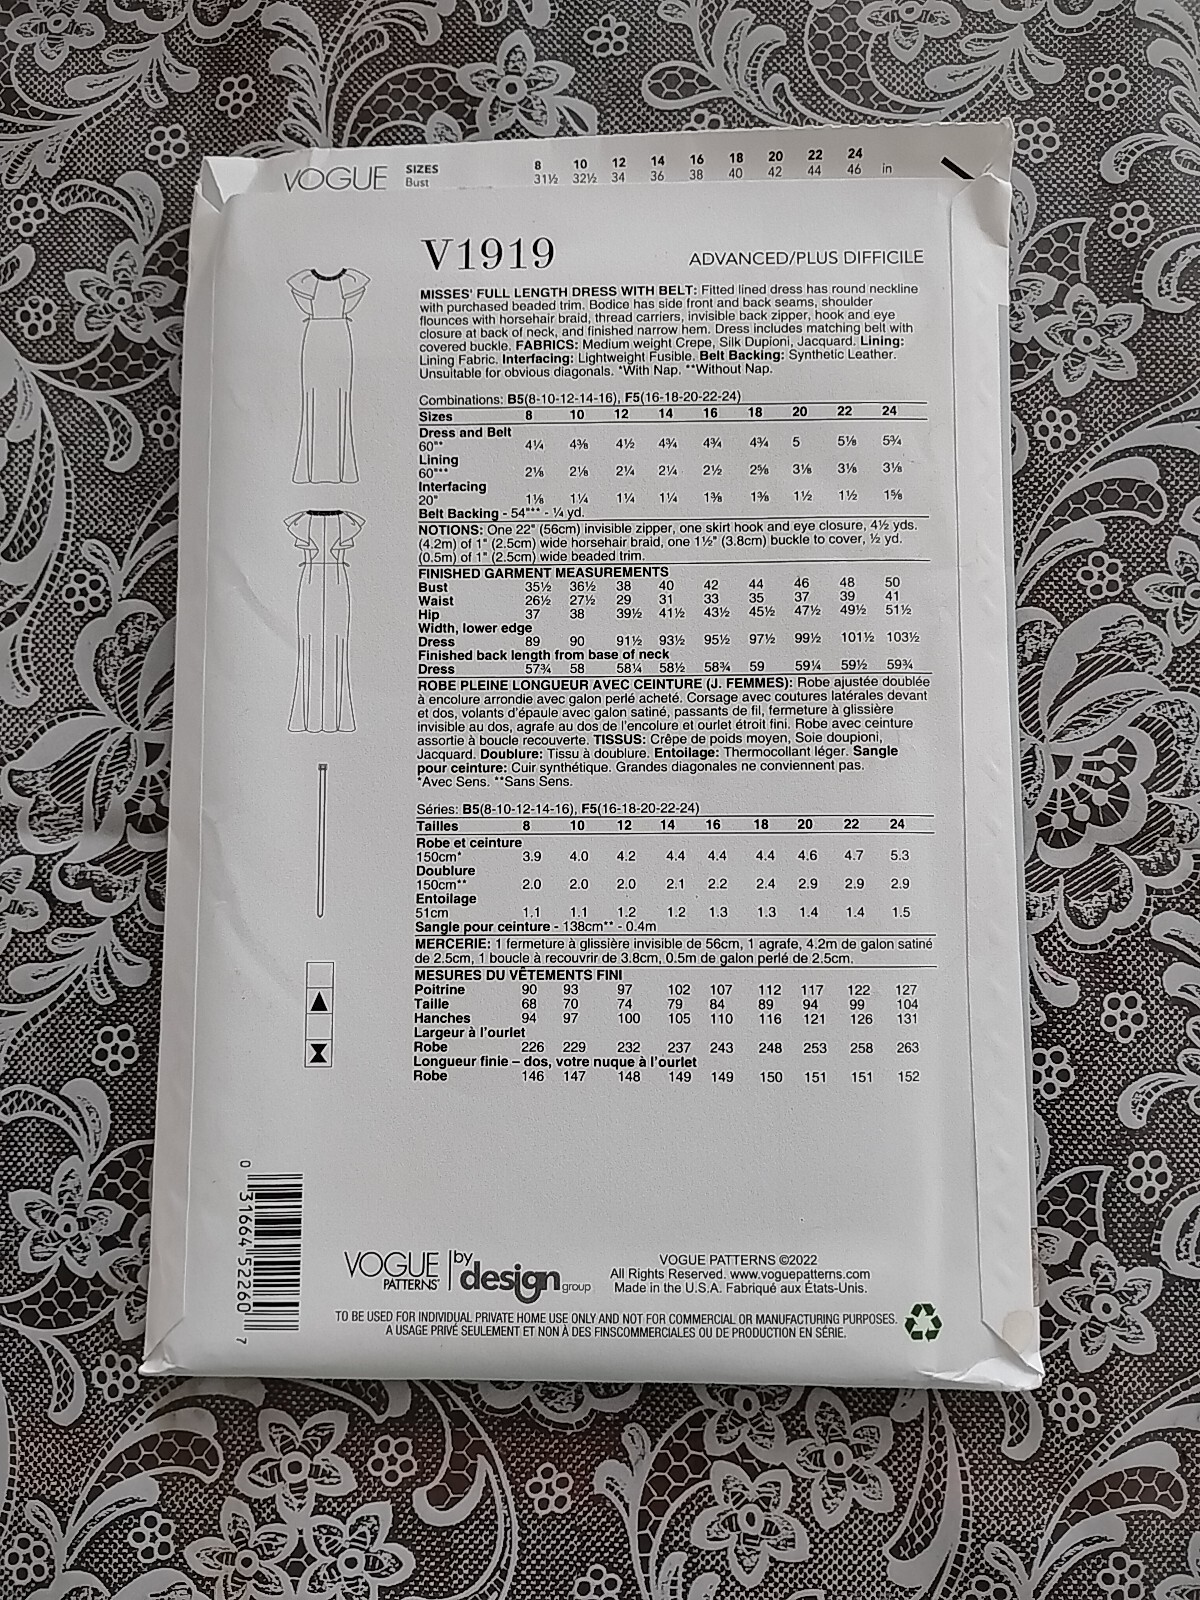 VOGUE SIZES 8 10 12 14 16 18 20 22 24
Bust 31½ 32½ 34 36 38 40 42 44 46 in
V1919 ADVANCED/PLUS DIFFICILE
MISSES' FULL LENGTH DRESS WITH BELT: Fitted lined dress has round neckline
with purchased beaded trim. Bodice has side front and back seams, shoulder
flounces with horsehair braid, thread carriers, invisible back zipper, hook and eye
closure at back of neck, and finished narrow hem. Dress includes matching belt with
covered buckle. FABRICS: Medium weight Crepe, Silk Dupioni, Jacquard. Lining:
Lining Fabric. Interfacing: Lightweight Fusible. Belt Backing: Synthetic Leather.
Unsuitable for obvious diagonals. *With Nap. **Without Nap.
Combinations: B5(8-10-12-14-16), F5(16-18-20-22-24)
Sizes 8 10 12 14 16 18 20 22 24
Dress and Belt
60"* 4¼ 4⅜ 4½ 4¾ 4¾ 4¾ 5 5⅛ 5¾
Lining
60"** 2⅛ 2⅛ 2¼ 2¼ 2½ 2⅝ 3⅛ 3⅛ 3⅛
Interfacing
20" 1⅛ 1¼ 1¼ 1¼ 1⅜ 1⅜ 1½ 1½ 1⅝
Belt Backing - 54"** - ¼ yd.
NOTIONS: One 22" (56cm) invisible zipper, one skirt hook and eye closure, 4½ yds.
(4.2m) of 1" (2.5cm) wide horsehair braid, one 1½" (3.8cm) buckle to cover, ½ yd.
(0.5m) of 1" (2.5cm) wide beaded trim.
FINISHED GARMENT MEASUREMENTS
Bust 35½ 36½ 38 40 42 44 46 48 50
Waist 26½ 27½ 29 31 33 35 37 39 41
Hip 37 38 39½ 41½ 43½ 45½ 47½ 49½ 51½
Width, lower edge
Dress 89 90 91½ 93½ 95½ 97½ 99½ 101½ 103½
Finished back length from base of neck
Dress 57¾ 58 58¼ 58½ 58¾ 59 59¼ 59½ 59¾
ROBE PLEINE LONGUEUR AVEC CEINTURE (J. FEMMES): Robe ajustée doublée
à encolure arrondie avec galon perlé acheté. Corsage avec coutures latérales devant
et dos, volants d'épaule avec galon satiné, passants de fil, fermeture à glissière
invisible au dos, agrafe au dos de l'encolure et ourlet étroit fini. Robe avec ceinture
assortie à boucle recouverte. TISSUS: Crêpe de poids moyen, Soie doupioni,
Jacquard. Doublure: Tissu à doublure. Entoilage: Thermocollant léger. Sangle
pour ceinture: Cuir synthétique. Grandes diagonales ne conviennent pas.
*Avec Sens. **Sans Sens.
Séries: B5(8-10-12-14-16), F5(16-18-20-22-24)
Tailles 8 10 12 14 16 18 20 22 24
Robe et ceinture
150cm* 3.9 4.0 4.2 4.4 4.4 4.4 4.6 4.7 5.3
Doublure
150cm** 2.0 2.0 2.0 2.1 2.2 2.4 2.9 2.9 2.9
Entoilage
51cm 1.1 1.1 1.2 1.2 1.3 1.3 1.4 1.4 1.5
Sangle pour ceinture - 138cm** - 0.4m
MERCERIE: 1 fermeture à glissière invisible de 56cm, 1 agrafe, 4.2m de galon satiné
de 2.5cm, 1 boucle à recouvrir de 3.8cm, 0.5m de galon perlé de 2.5cm.
MESURES DU VÊTEMENTS FINI
Poitrine 90 93 97 102 107 112 117 122 127
Taille 68 70 74 79 84 89 94 99 104
Hanches 94 97 100 105 110 116 121 126 131
Largeur à l'ourlet
Robe 226 229 232 237 243 248 253 258 263
Longueur finie – dos, votre nuque à l'ourlet
Robe 146 147 148 149 149 150 151 151 152
0 31664 52260 7
VOGUE PATTERNS by design group
VOGUE PATTERNS ©2022
All Rights Reserved. www.voguepatterns.com
Made in the U.S.A. Fabriqué aux États-Unis.
TO BE USED FOR INDIVIDUAL PRIVATE HOME USE ONLY AND NOT FOR COMMERCIAL OR MANUFACTURING PURPOSES.
A USAGE PRIVÉ SEULEMENT ET NON À DES FINSCOMMERCIALES OU DE PRODUCTION EN SÉRIE.